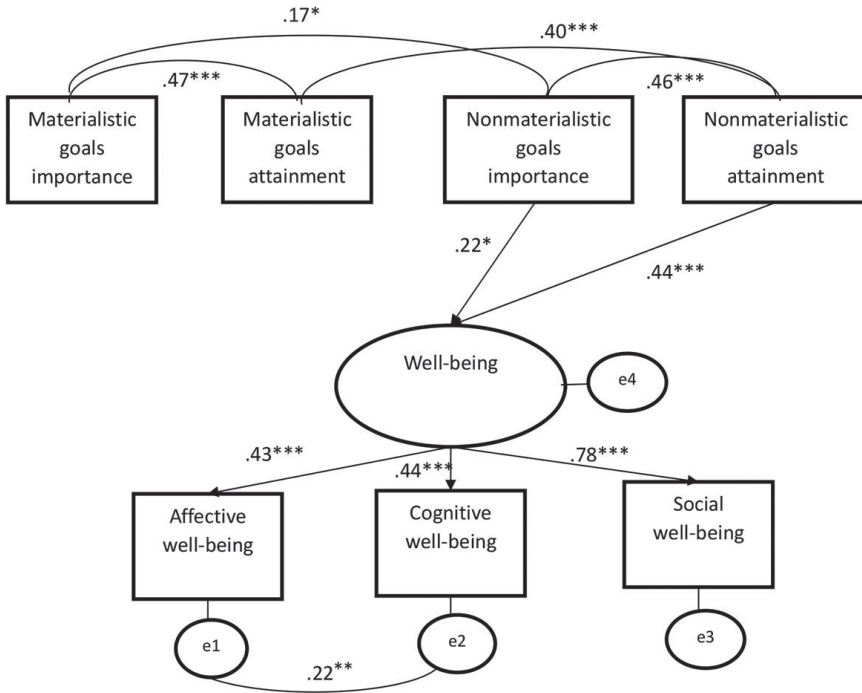 .17*
.40***
.47***
.46***
Materialistic
goals
importance
Materialistic
goals
attainment
Nonmaterialistic
goals
importance
Nonmaterialistic
goals
attainment
.22*
.44***
Well-being
e4
.43***
.44***
.78***
Affective
well-being
Cognitive
well-being
Social
well-being
e1
e2
e3
.22**